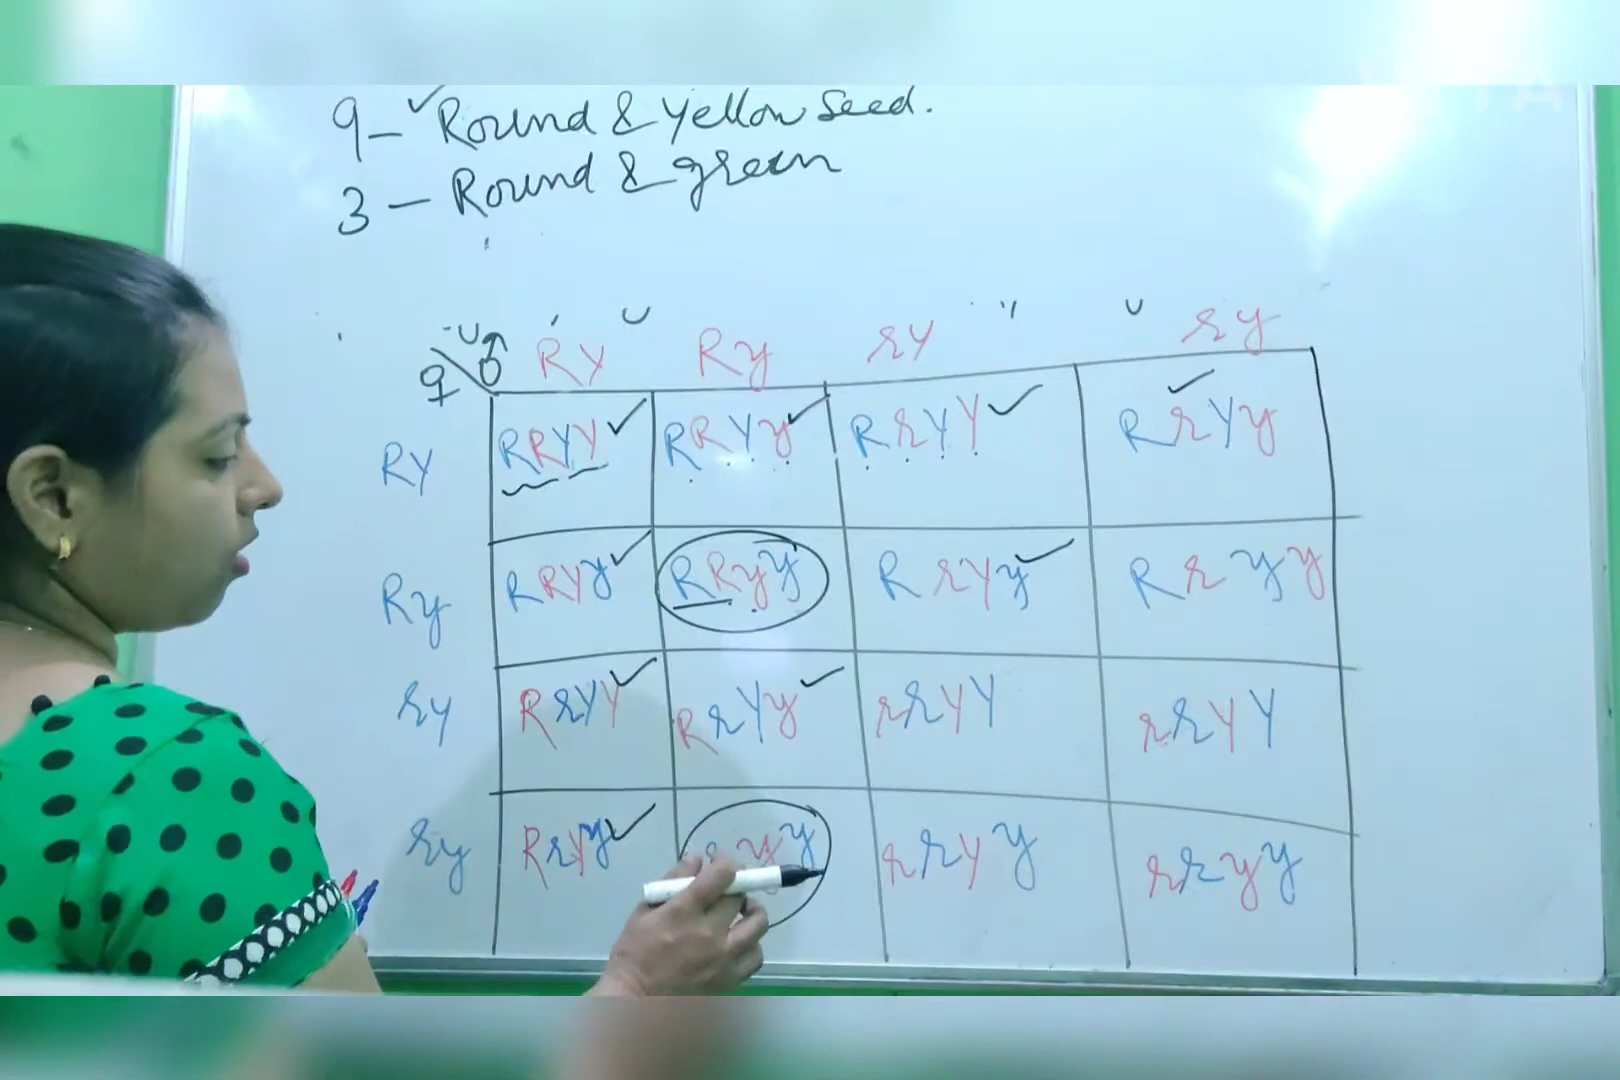 9 - ✓ Round & Yellow Seed.
3 - Round & green
♀ ♂ RY Ry rY ry
RY RRYY ✓ RRYy ✓ RrYY ✓ RrYy ✓
Ry RRYy ✓ RRyy RrYy ✓ Rryy
rY RrYY ✓ RrYy ✓ rrYY rrYY
ry RrYy ✓ ryy rrYy rryy